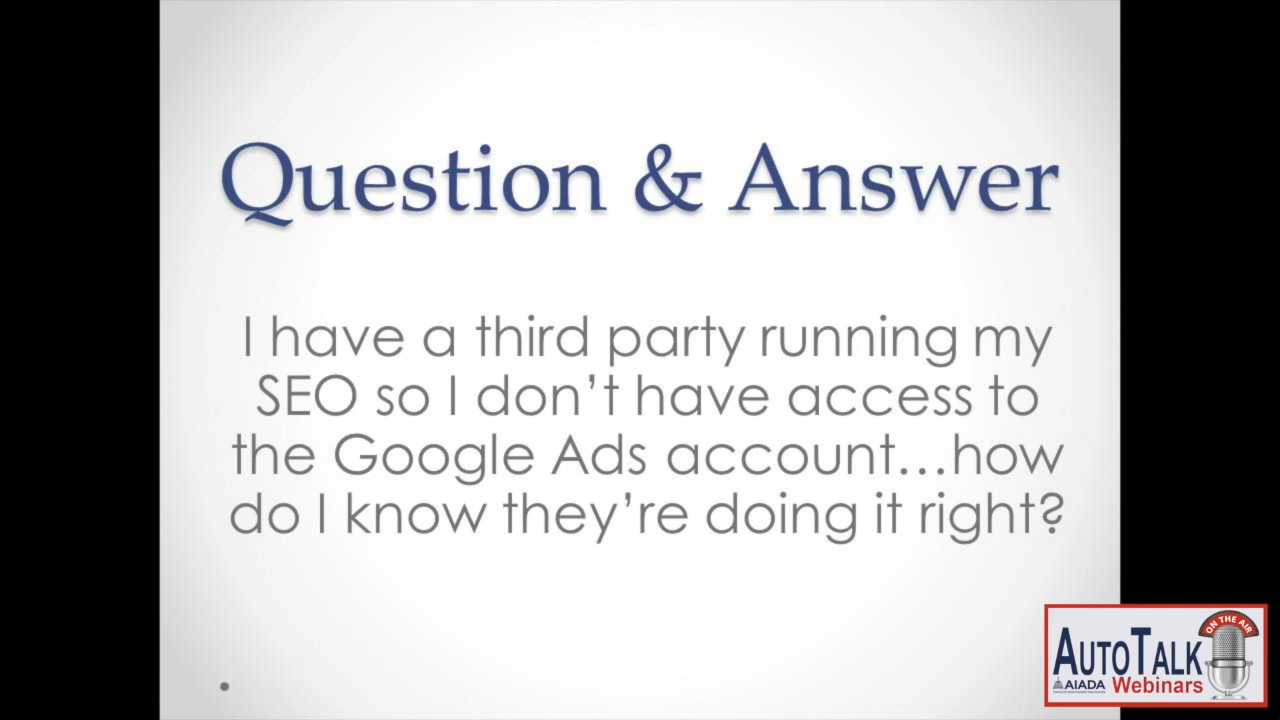 Question & Answer
I have a third party running my
SEO so I don't have access to
the Google Ads account...how
do I know they're doing it right?
ON THE AIR
AUTOTALK
AIADA Webinars